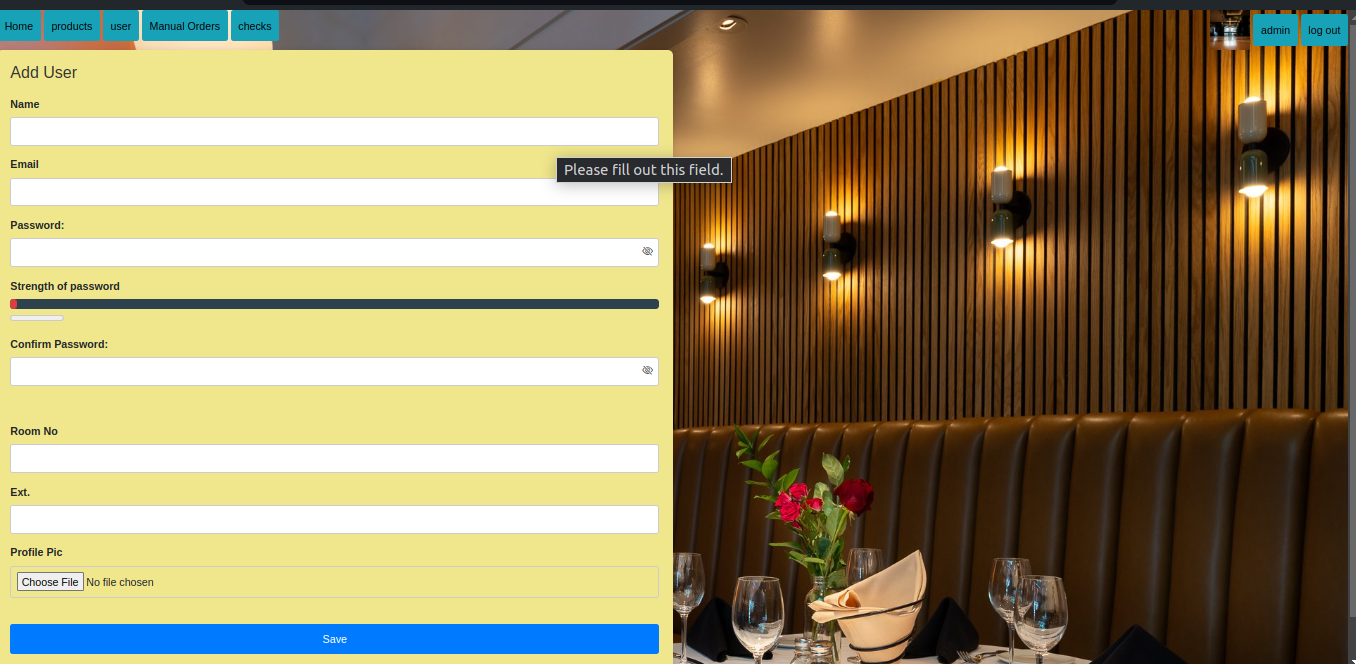 Home products user Manual Orders checks admin log out
Add User
Name
Email
Please fill out this field.
Password:
Strength of password
Confirm Password:
Room No
Ext.
Profile Pic
Choose File No file chosen
Save